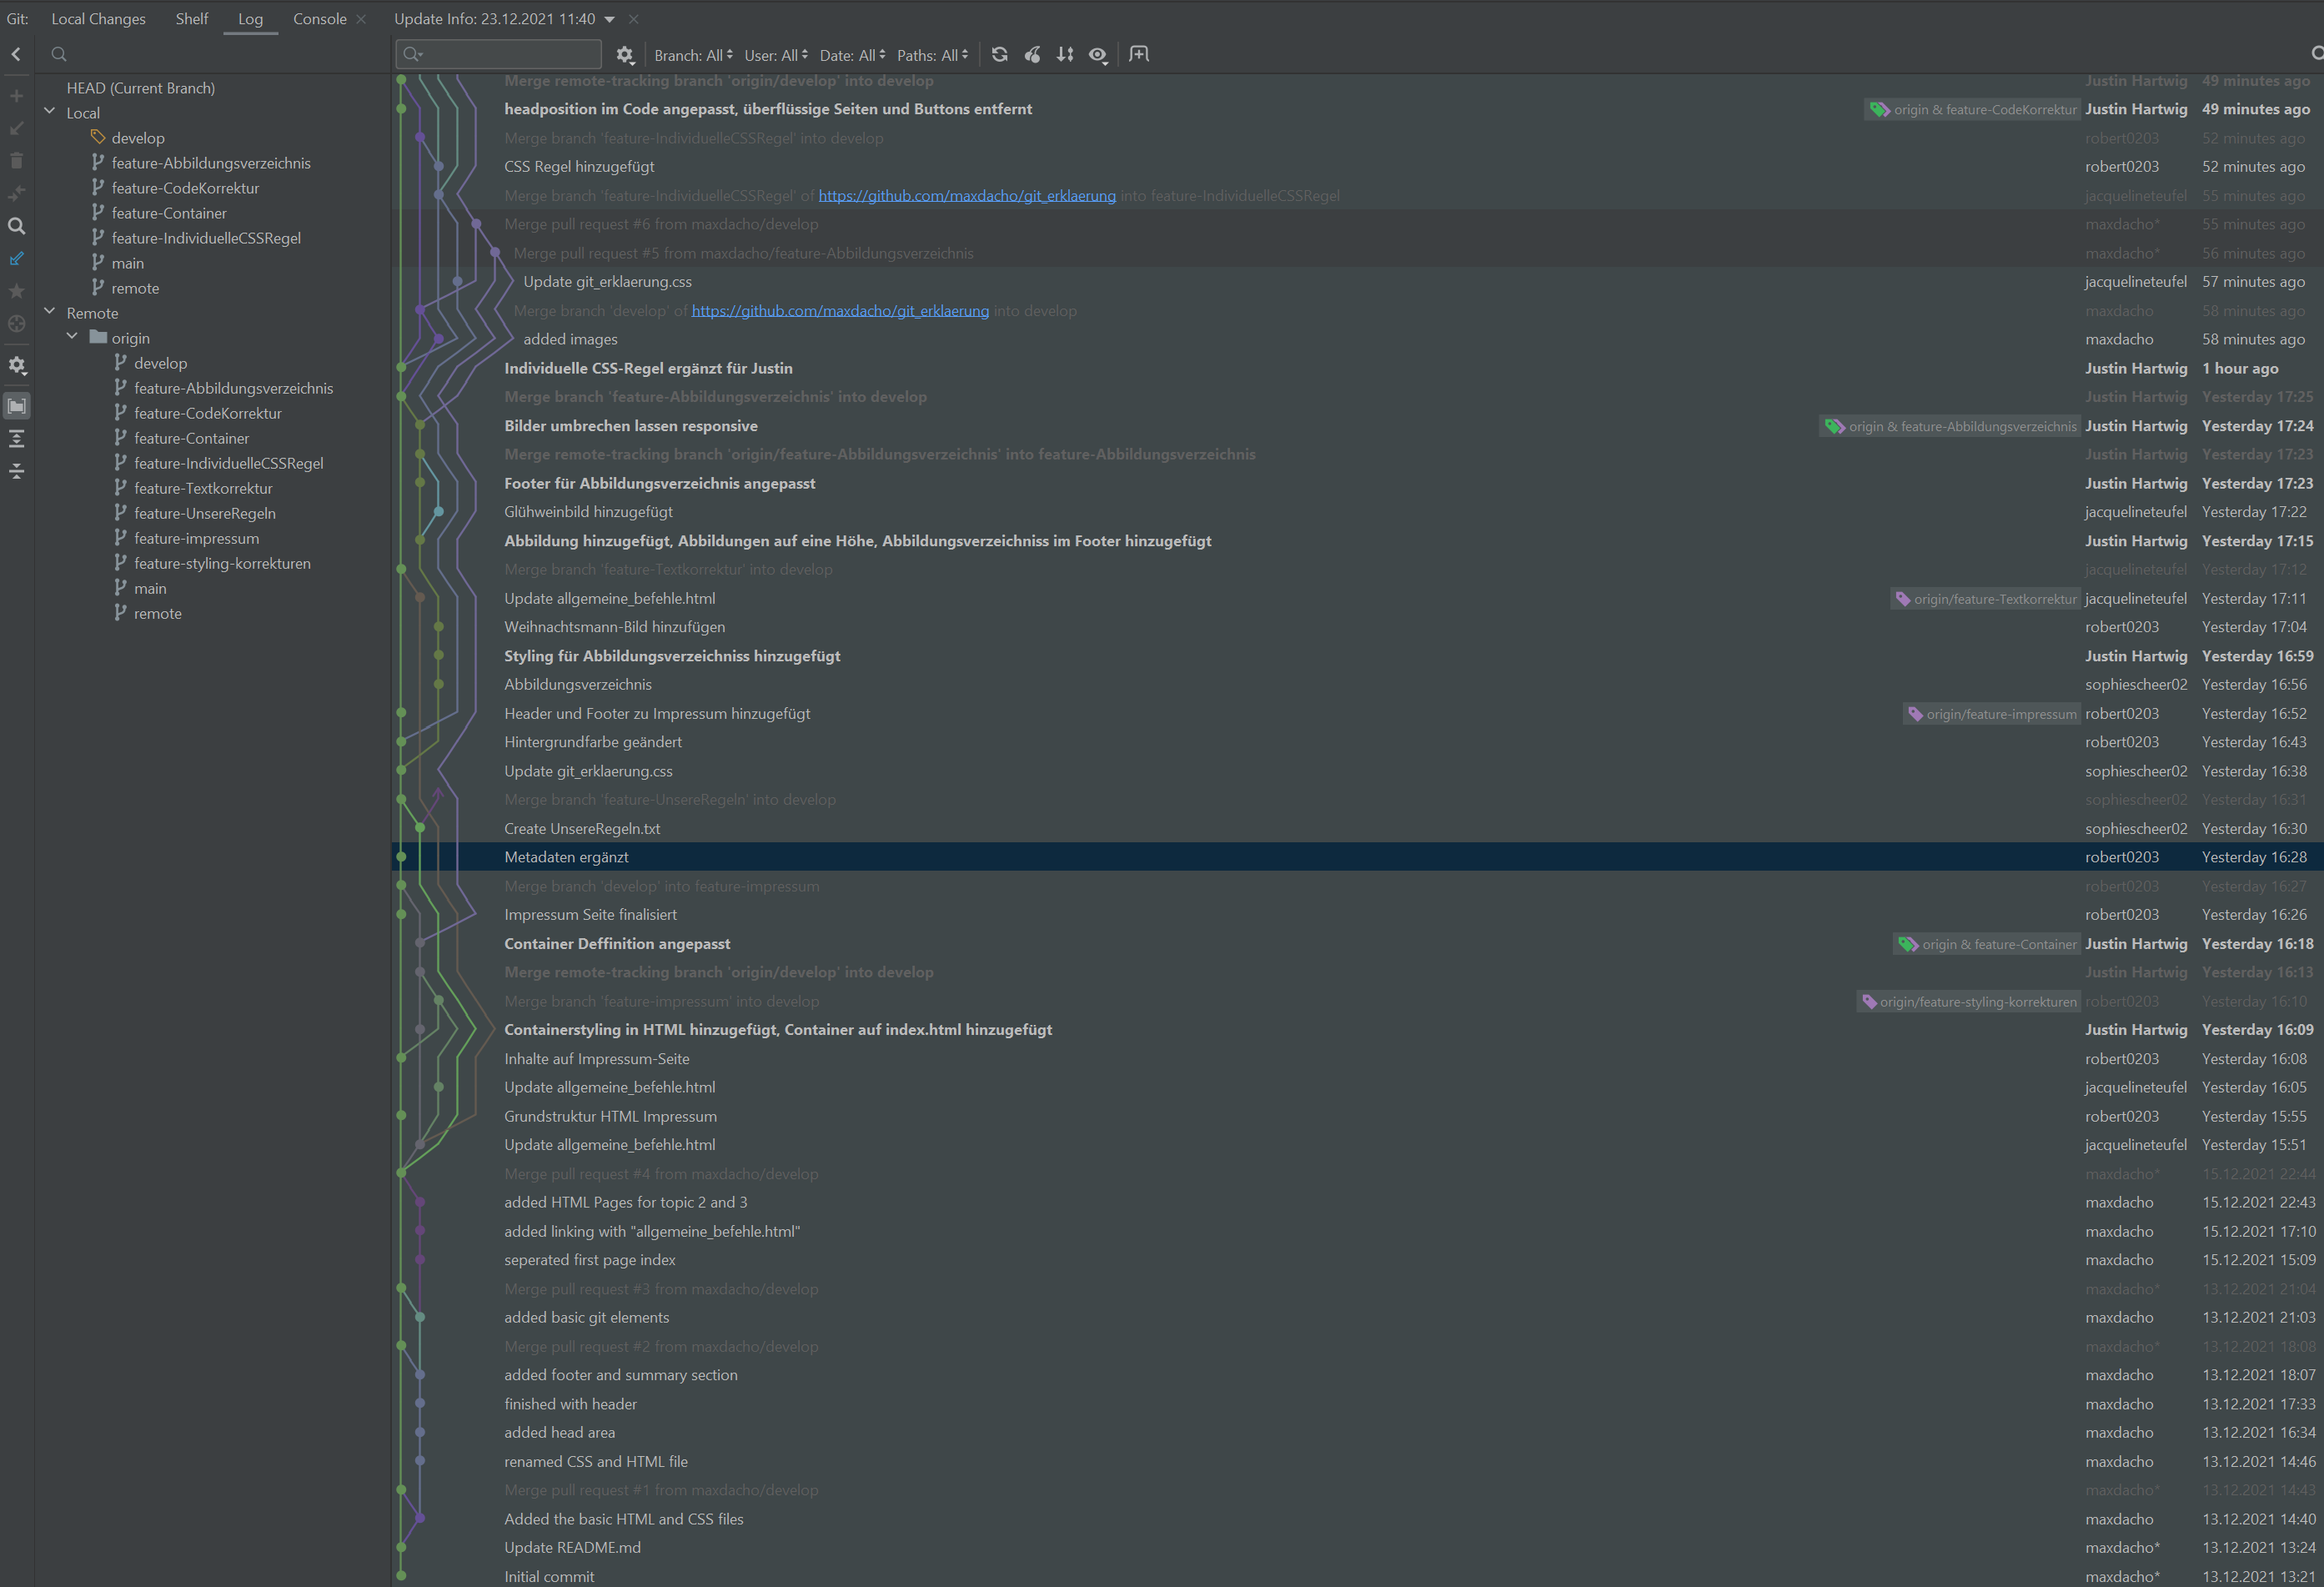 Git: Local Changes Shelf Log Console Update Info: 23.12.2021 11:40
Branch: All User: All Date: All Paths: All
HEAD (Current Branch)
Local
develop
feature-Abbildungsverzeichnis
feature-CodeKorrektur
feature-Container
feature-IndividuelleCSSRegel
main
remote
Remote
origin
develop
feature-Abbildungsverzeichnis
feature-CodeKorrektur
feature-Container
feature-IndividuelleCSSRegel
feature-Textkorrektur
feature-UnsereRegeln
feature-impressum
feature-styling-korrekturen
main
remote
Merge remote-tracking branch 'origin/develop' into develop Justin Hartwig 49 minutes ago
headposition im Code angepasst, überflüssige Seiten und Buttons entfernt origin & feature-CodeKorrektur Justin Hartwig 49 minutes ago
Merge branch 'feature-IndividuelleCSSRegel' into develop robert0203 52 minutes ago
CSS Regel hinzugefügt robert0203 52 minutes ago
Merge branch 'feature-IndividuelleCSSRegel' of https://github.com/maxdacho/git_erklaerung into feature-IndividuelleCSSRegel jacquelineteufel 55 minutes ago
Merge pull request #6 from maxdacho/develop maxdacho* 55 minutes ago
Merge pull request #5 from maxdacho/feature-Abbildungsverzeichnis maxdacho* 56 minutes ago
Update git_erklaerung.css jacquelineteufel 57 minutes ago
Merge branch 'develop' of https://github.com/maxdacho/git_erklaerung into develop maxdacho 58 minutes ago
added images maxdacho 58 minutes ago
Individuelle CSS-Regel ergänzt für Justin Justin Hartwig 1 hour ago
Merge branch 'feature-Abbildungsverzeichnis' into develop Justin Hartwig Yesterday 17:25
Bilder umbrechen lassen responsive origin & feature-Abbildungsverzeichnis Justin Hartwig Yesterday 17:24
Merge remote-tracking branch 'origin/feature-Abbildungsverzeichnis' into feature-Abbildungsverzeichnis Justin Hartwig Yesterday 17:23
Footer für Abbildungsverzeichnis angepasst Justin Hartwig Yesterday 17:23
Glühweinbild hinzugefügt jacquelineteufel Yesterday 17:22
Abbildung hinzugefügt, Abbildungen auf eine Höhe, Abbildungsverzeichniss im Footer hinzugefügt Justin Hartwig Yesterday 17:15
Merge branch 'feature-Textkorrektur' into develop jacquelineteufel Yesterday 17:12
Update allgemeine_befehle.html origin/feature-Textkorrektur jacquelineteufel Yesterday 17:11
Weihnachtsmann-Bild hinzufügen robert0203 Yesterday 17:04
Styling für Abbildungsverzeichniss hinzugefügt Justin Hartwig Yesterday 16:59
Abbildungsverzeichnis sophiescheer02 Yesterday 16:56
Header und Footer zu Impressum hinzugefügt origin/feature-impressum robert0203 Yesterday 16:52
Hintergrundfarbe geändert robert0203 Yesterday 16:43
Update git_erklaerung.css sophiescheer02 Yesterday 16:38
Merge branch 'feature-UnsereRegeln' into develop sophiescheer02 Yesterday 16:31
Create UnsereRegeln.txt sophiescheer02 Yesterday 16:30
Metadaten ergänzt robert0203 Yesterday 16:28
Merge branch 'develop' into feature-impressum robert0203 Yesterday 16:27
Impressum Seite finalisiert robert0203 Yesterday 16:26
Container Deffinition angepasst origin & feature-Container Justin Hartwig Yesterday 16:18
Merge remote-tracking branch 'origin/develop' into develop Justin Hartwig Yesterday 16:13
Merge branch 'feature-impressum' into develop origin/feature-styling-korrekturen robert0203 Yesterday 16:10
Containerstyling in HTML hinzugefügt, Container auf index.html hinzugefügt Justin Hartwig Yesterday 16:09
Inhalte auf Impressum-Seite robert0203 Yesterday 16:08
Update allgemeine_befehle.html jacquelineteufel Yesterday 16:05
Grundstruktur HTML Impressum robert0203 Yesterday 15:55
Update allgemeine_befehle.html jacquelineteufel Yesterday 15:51
Merge pull request #4 from maxdacho/develop maxdacho* 15.12.2021 22:44
added HTML Pages for topic 2 and 3 maxdacho 15.12.2021 22:43
added linking with "allgemeine_befehle.html" maxdacho 15.12.2021 17:10
seperated first page index maxdacho 15.12.2021 15:09
Merge pull request #3 from maxdacho/develop maxdacho* 13.12.2021 21:04
added basic git elements maxdacho 13.12.2021 21:03
Merge pull request #2 from maxdacho/develop maxdacho* 13.12.2021 18:08
added footer and summary section maxdacho 13.12.2021 18:07
finished with header maxdacho 13.12.2021 17:33
added head area maxdacho 13.12.2021 16:34
renamed CSS and HTML file maxdacho 13.12.2021 14:46
Merge pull request #1 from maxdacho/develop maxdacho* 13.12.2021 14:43
Added the basic HTML and CSS files maxdacho 13.12.2021 14:40
Update README.md maxdacho* 13.12.2021 13:24
Initial commit maxdacho* 13.12.2021 13:21